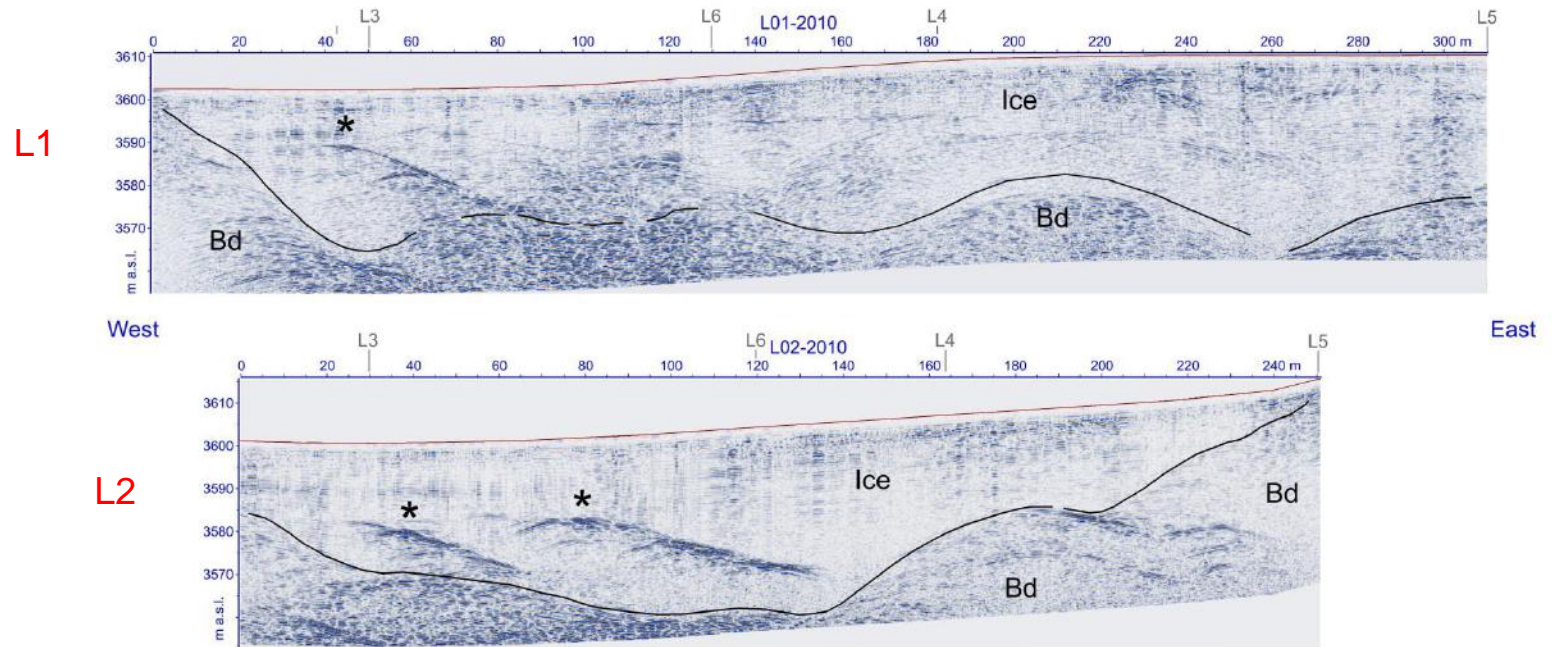 L3 L6 L4 L5
L01-2010
0 20 40 60 80 100 120 140 160 180 200 220 240 260 280 300 m
3610
3600
Ice
*
3590
L1
3580
Bd
3570
Bd
m a.s.l.
West
East
L3 L6 L4 L5
L02-2010
0 20 40 60 80 100 120 140 160 180 200 220 240 m
3610
3600
3590
Ice
L2
* *
Bd
3580
3570
Bd
m a.s.l.